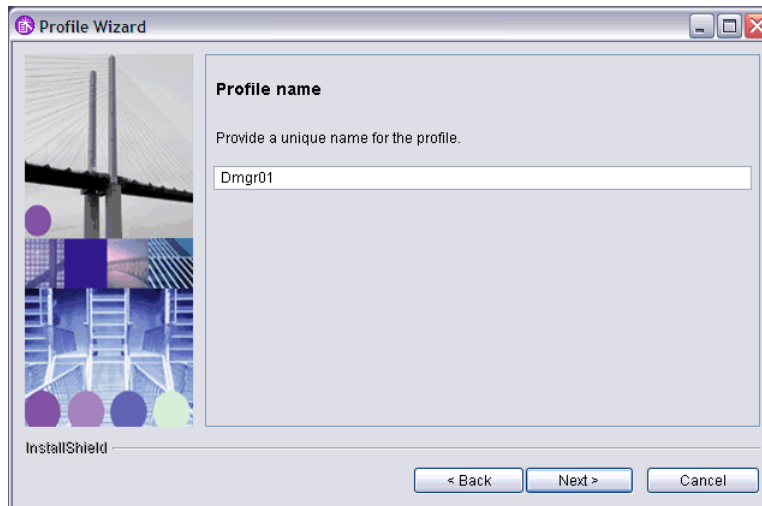 Profile Wizard
Profile name
Provide a unique name for the profile.
Dmgr01
InstallShield
< Back
Next >
Cancel